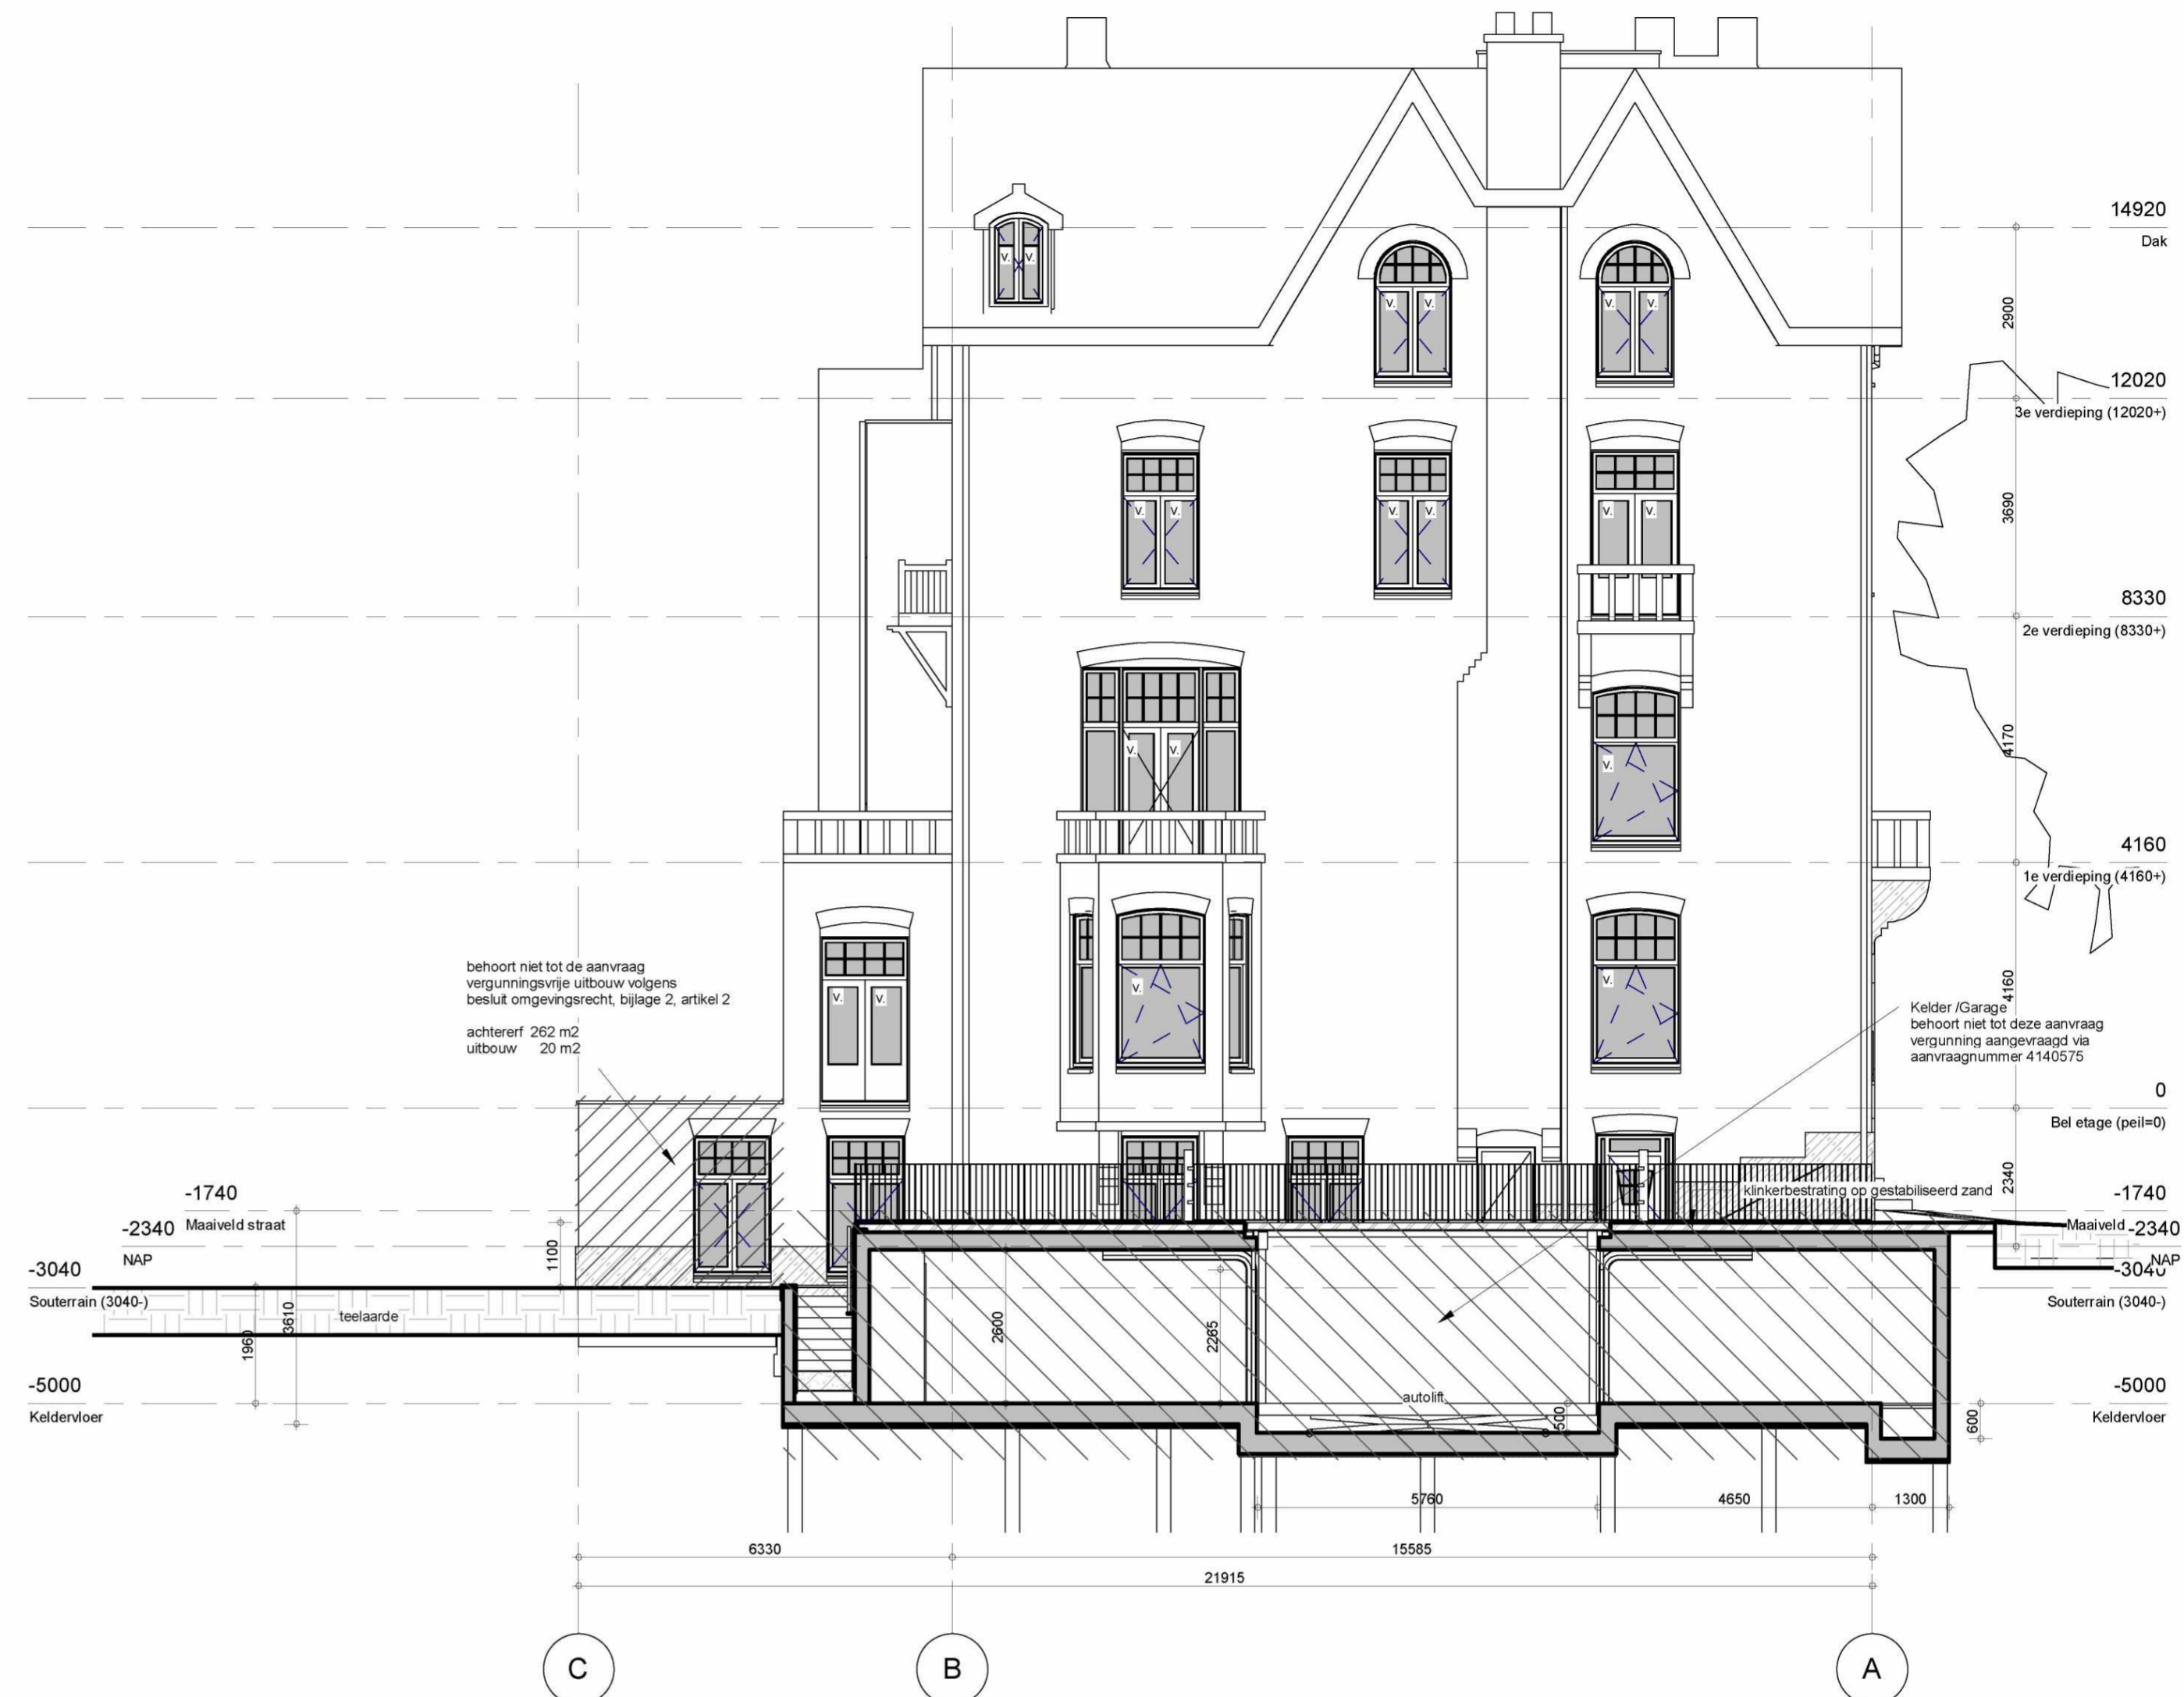 14920
Dak
2900
12020
3e verdieping (12020+)
3690
8330
2e verdieping (8330+)
4170
4160
1e verdieping (4160+)
4160
behoort niet tot de aanvraag
vergunningsvrije uitbouw volgens
besluit omgevingsrecht, bijlage 2, artikel 2
achtererf 262 m2
uitbouw 20 m2
Kelder /Garage
behoort niet tot deze aanvraag
vergunning aangevraagd via
aanvraagnummer 4140575
0
Bel etage (peil=0)
2340
V. V.
V. V.
V. V.
V. V.
V. V.
V. V.
V. V.
V.
V. V.
V.
V.
klinkerbestrating op gestabiliseerd zand
-1740
Maaiveld straat
-2340
NAP
-3040
Souterrain (3040-)
-5000
Keldervloer
-1740
Maaiveld
-2340
NAP
-3040
Souterrain (3040-)
-5000
Keldervloer
1100
3610
1960
teelaarde
2600
2265
autolift
500
600
5760
4650
1300
6330
15585
21915
C
B
A